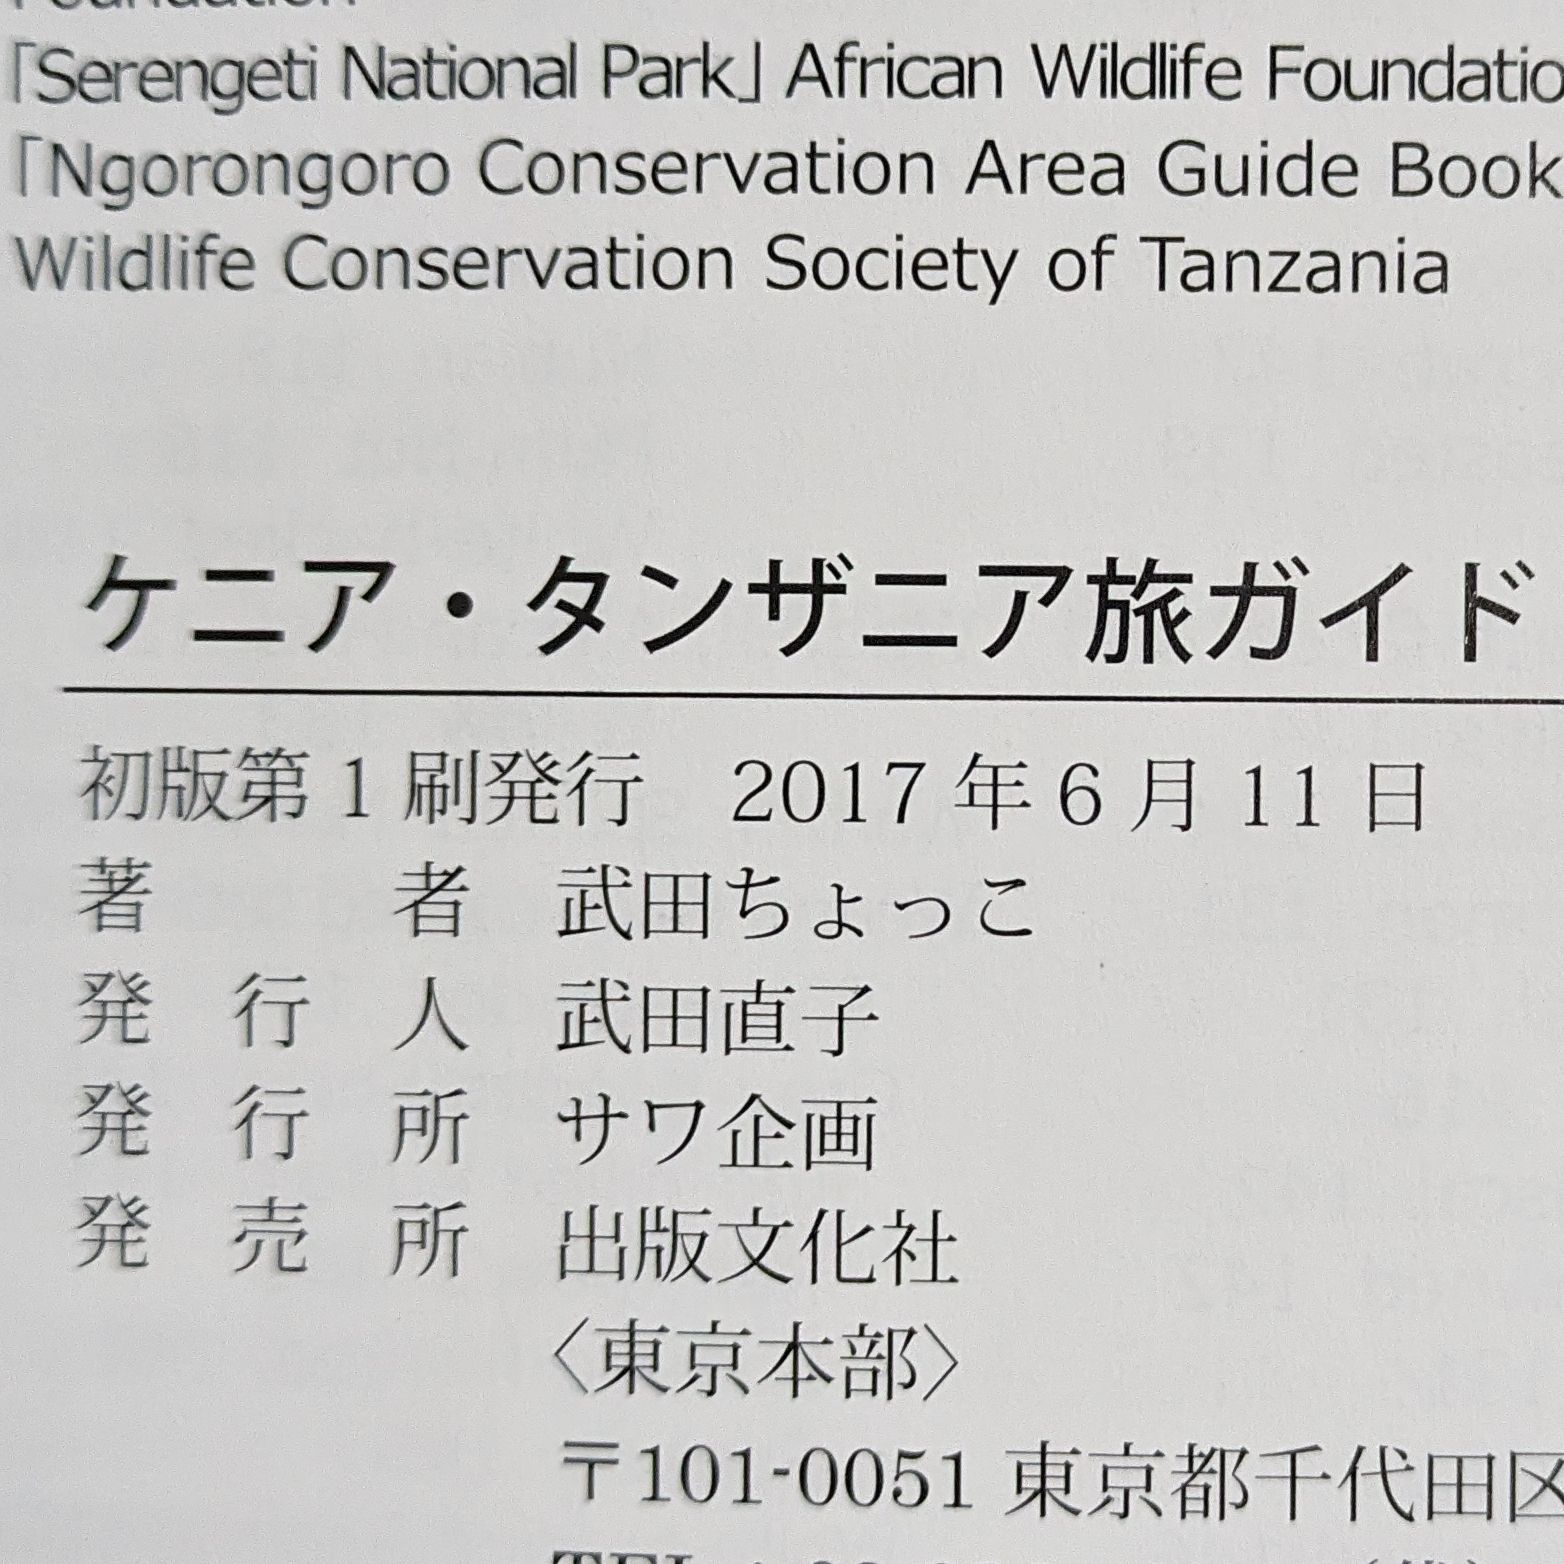 「Serengeti National Park」 African Wildlife Foundatio
「Ngorongoro Conservation Area Guide Book
Wildlife Conservation Society of Tanzania
ケニア・タンザニア旅ガイド
初版第1刷発行　2017年6月11日
著　　　者　武田ちょっこ
発　行　人　武田直子
発　行　所　サワ企画
発　売　所　出版文化社
〈東京本部〉
〒101-0051 東京都千代田区